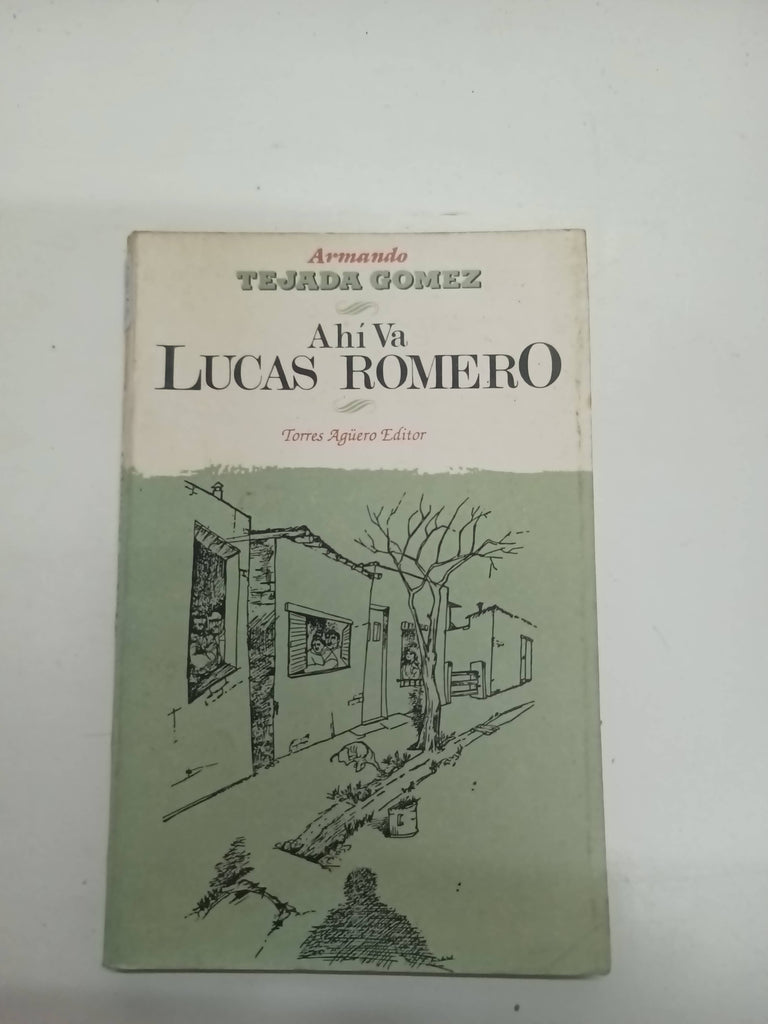 Armando
TEJADA GOMEZ
Ahí Va
LUCAS ROMERO
Torres Agüero Editor